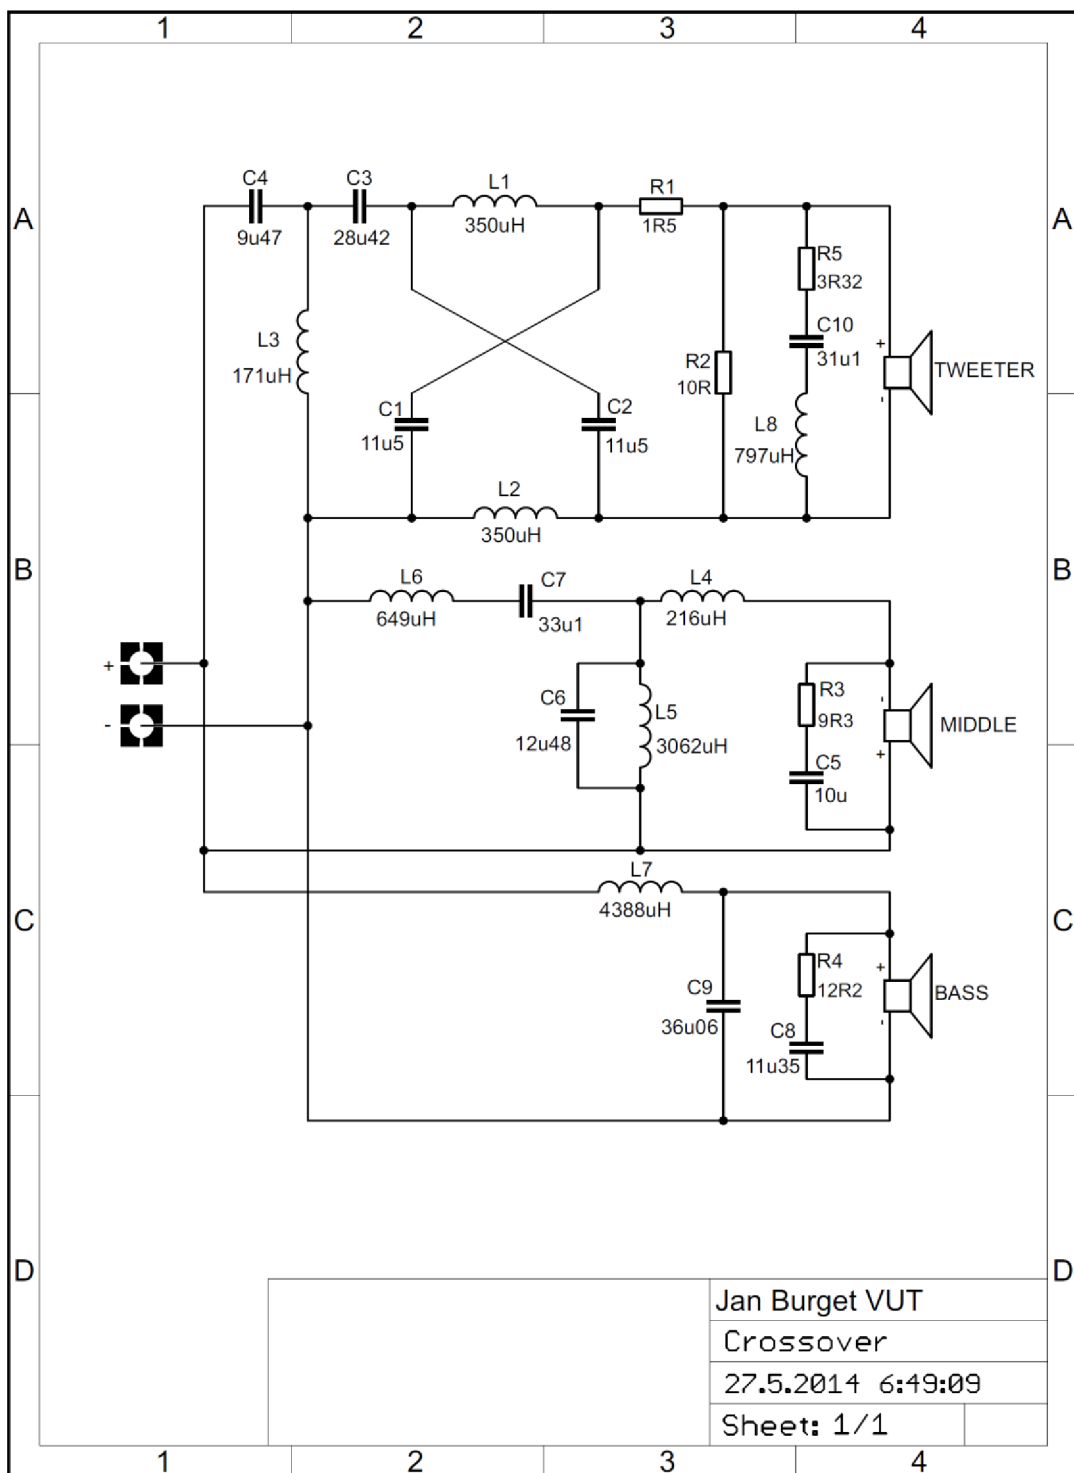 1 2 3 4
A A
B B
C C
D D
C4
9u47
C3
28u42
L1
350uH
R1
1R5
R5
3R32
C10
31u1
+
TWEETER
-
L3
171uH
R2
10R
C1
11u5
C2
11u5
L8
797uH
L2
350uH
L6
649uH
C7
33u1
L4
216uH
+
-
C6
12u48
L5
3062uH
R3
9R3
C5
10u
-
MIDDLE
+
L7
4388uH
C9
36u06
R4
12R2
C8
11u35
+
BASS
-
Jan Burget VUT
Crossover
27.5.2014 6:49:09
Sheet: 1/1
1 2 3 4